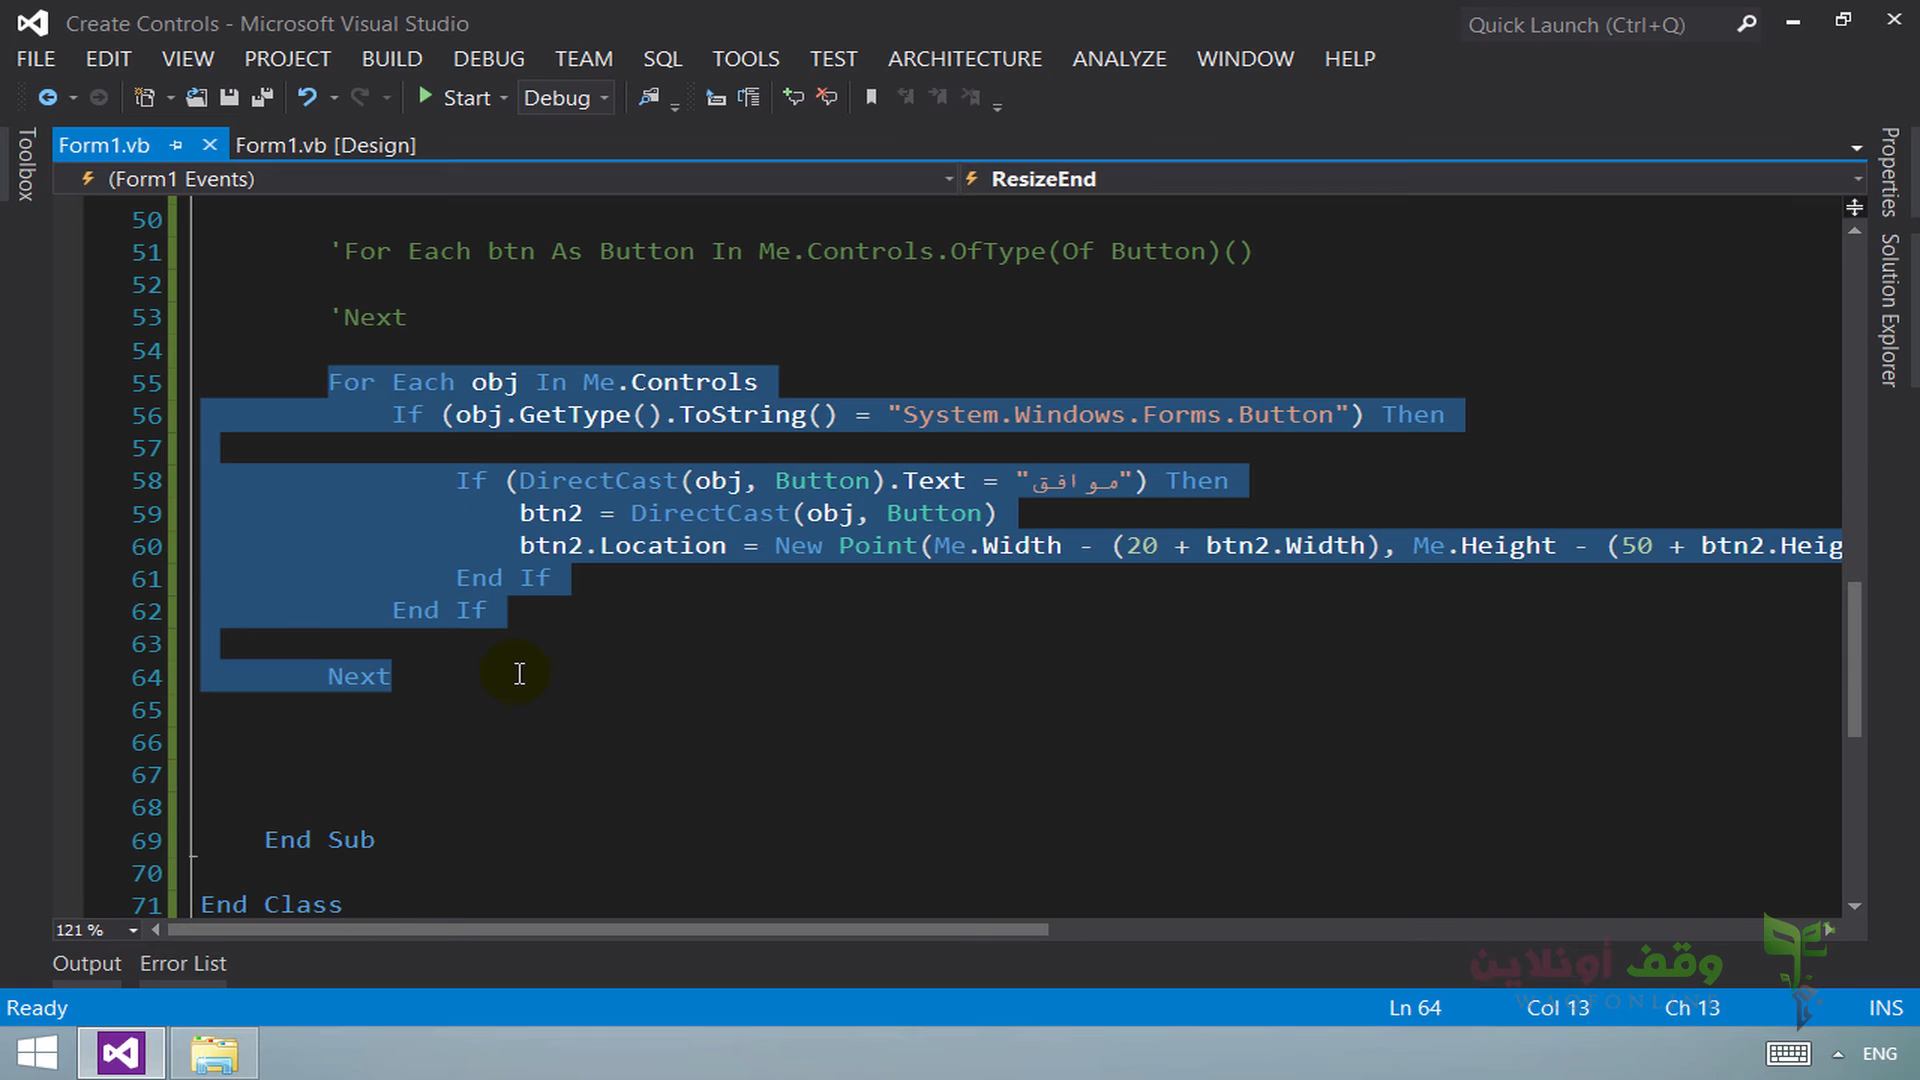 Create Controls - Microsoft Visual Studio
Quick Launch (Ctrl+Q)
FILE EDIT VIEW PROJECT BUILD DEBUG TEAM SQL TOOLS TEST ARCHITECTURE ANALYZE WINDOW HELP
Start Debug
Toolbox
Form1.vb Form1.vb [Design]
Properties
Solution Explorer
(Form1 Events) ResizeEnd
50
51 'For Each btn As Button In Me.Controls.OfType(Of Button)()
52
53 'Next
54
55 For Each obj In Me.Controls
56 If (obj.GetType().ToString() = "System.Windows.Forms.Button") Then
57
58 If (DirectCast(obj, Button).Text = "موافق") Then
59 btn2 = DirectCast(obj, Button)
60 btn2.Location = New Point(Me.Width - (20 + btn2.Width), Me.Height - (50 + btn2.Heig
61 End If
62 End If
63
64 Next
65
66
67
68
69 End Sub
70
71 End Class
121 %
Output Error List
وقف أونلاين
WAQFONLINE
Ready Ln 64 Col 13 Ch 13 INS
ENG